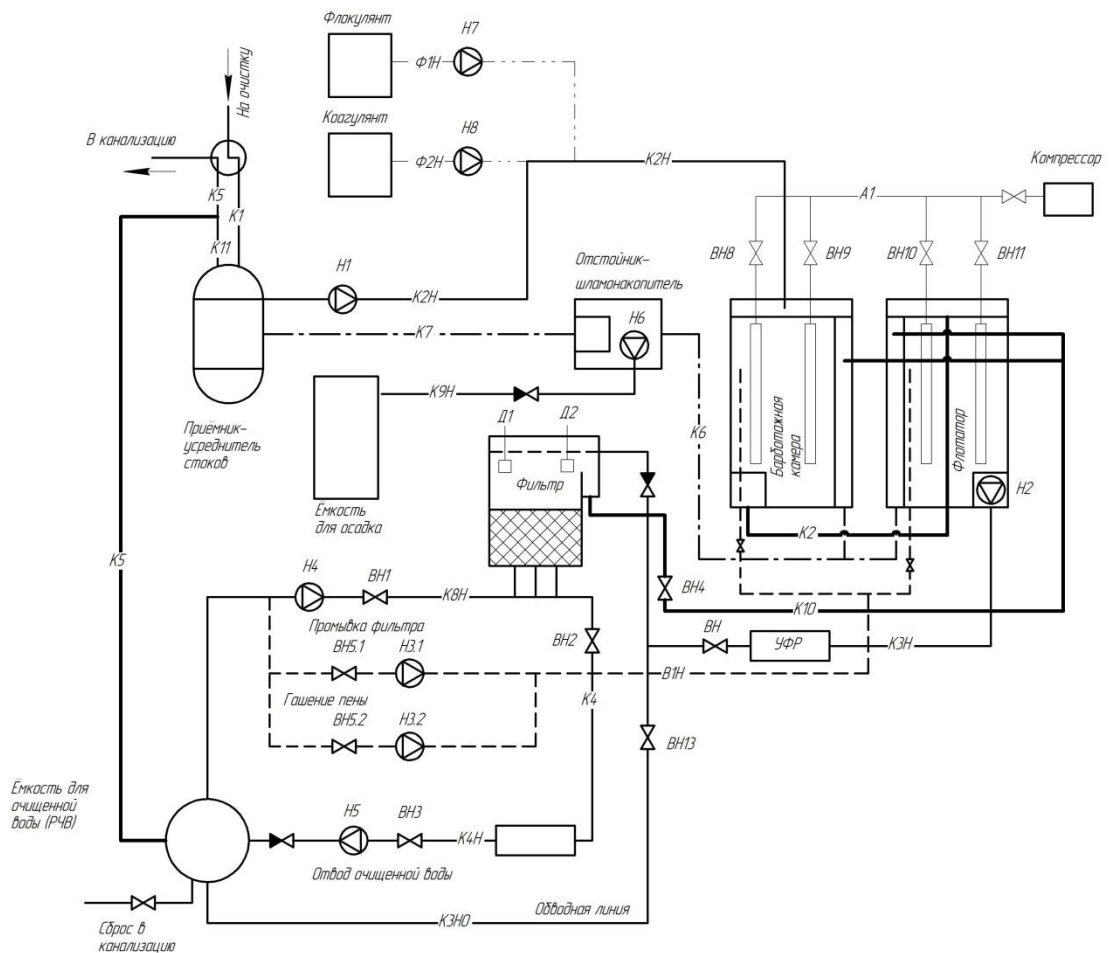 Флокулянт
Н7
Ф1Н
На очистку
Коагулянт
Н8
Ф2Н
В канализацию
К2Н
Компрессор
А1
К5
К1
К11
ВН8
ВН9
ВН10
ВН11
Н1
К2Н
Отстойник-
шламонакопитель
Н6
К7
К9Н
Приёмник-
усреднитель
стоков
Д1
Д2
К6
Барботажная
камера
Флотатор
Фильтр
Н2
Ёмкость
для осадка
К2
К5
Н4
ВН1
К8Н
ВН4
К10
Промывка фильтра
ВН2
ВН
УФР
К3Н
ВН5.1
Н3.1
В1Н
Гашение пены
К4
ВН5.2
Н3.2
ВН13
Ёмкость для
очищенной
воды (РЧВ)
Н5
ВН3
К4Н
Отвод очищенной воды
Обводная линия
К3Н0
Сброс в
канализацию